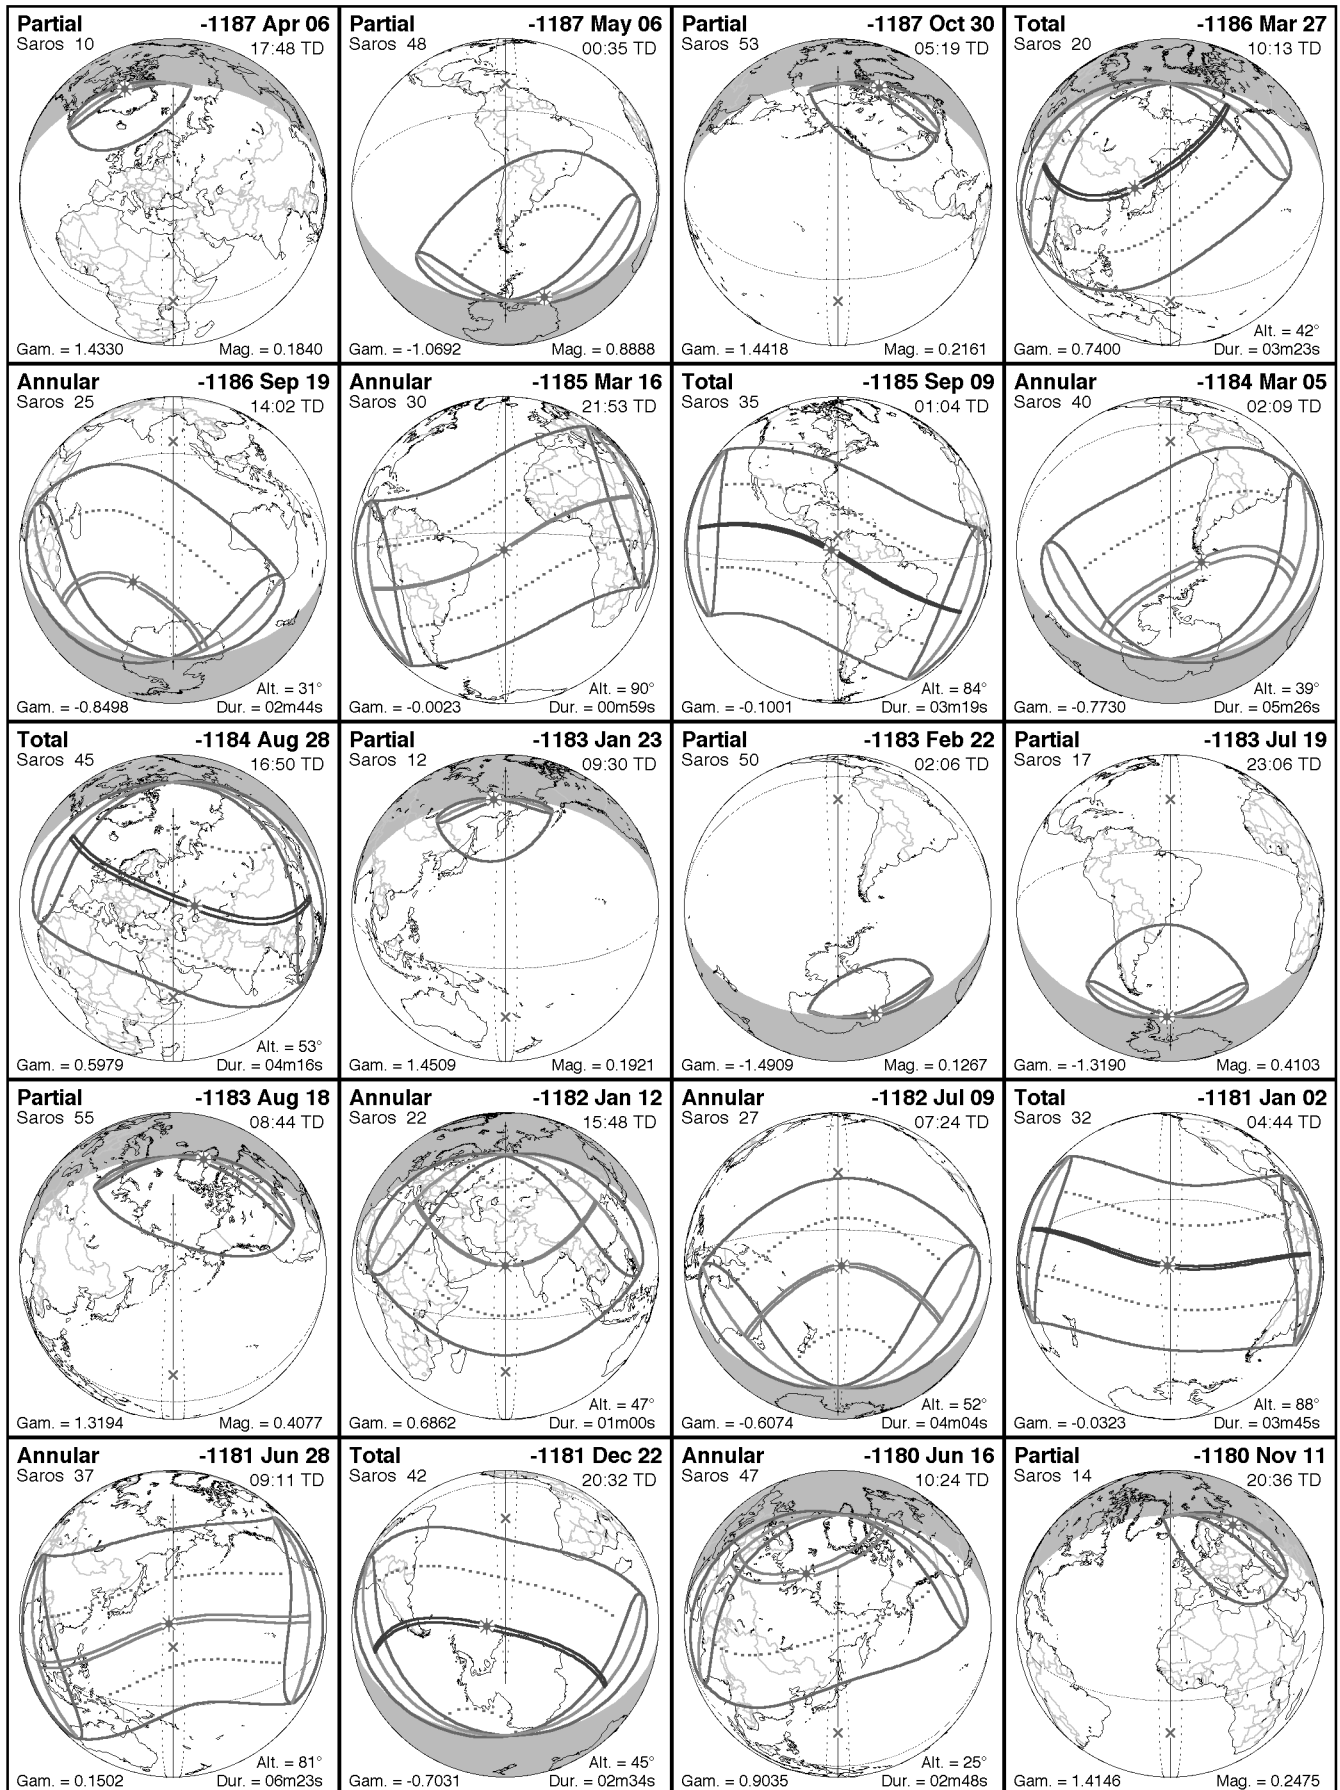 Partial -1187 Apr 06
Saros 10 17:48 TD
Gam. = 1.4330 Mag. = 0.1840
Partial -1187 May 06
Saros 48 00:35 TD
Gam. = -1.0692 Mag. = 0.8888
Partial -1187 Oct 30
Saros 53 05:19 TD
Gam. = 1.4418 Mag. = 0.2161
Total -1186 Mar 27
Saros 20 10:13 TD
Alt. = 42°
Gam. = 0.7400 Dur. = 03m23s
Annular -1186 Sep 19
Saros 25 14:02 TD
Alt. = 31°
Gam. = -0.8498 Dur. = 02m44s
Annular -1185 Mar 16
Saros 30 21:53 TD
Alt. = 90°
Gam. = -0.0023 Dur. = 00m59s
Total -1185 Sep 09
Saros 35 01:04 TD
Alt. = 84°
Gam. = -0.1001 Dur. = 03m19s
Annular -1184 Mar 05
Saros 40 02:09 TD
Alt. = 39°
Gam. = -0.7730 Dur. = 05m26s
Total -1184 Aug 28
Saros 45 16:50 TD
Alt. = 53°
Gam. = 0.5979 Dur. = 04m16s
Partial -1183 Jan 23
Saros 12 09:30 TD
Gam. = 1.4509 Mag. = 0.1921
Partial -1183 Feb 22
Saros 50 02:06 TD
Gam. = -1.4909 Mag. = 0.1267
Partial -1183 Jul 19
Saros 17 23:06 TD
Gam. = -1.3190 Mag. = 0.4103
Partial -1183 Aug 18
Saros 55 08:44 TD
Gam. = 1.3194 Mag. = 0.4077
Annular -1182 Jan 12
Saros 22 15:48 TD
Alt. = 47°
Gam. = 0.6862 Dur. = 01m00s
Annular -1182 Jul 09
Saros 27 07:24 TD
Alt. = 52°
Gam. = -0.6074 Dur. = 04m04s
Total -1181 Jan 02
Saros 32 04:44 TD
Alt. = 88°
Gam. = -0.0323 Dur. = 03m45s
Annular -1181 Jun 28
Saros 37 09:11 TD
Alt. = 81°
Gam. = 0.1502 Dur. = 06m23s
Total -1181 Dec 22
Saros 42 20:32 TD
Alt. = 45°
Gam. = -0.7031 Dur. = 02m34s
Annular -1180 Jun 16
Saros 47 10:24 TD
Alt. = 25°
Gam. = 0.9035 Dur. = 02m48s
Partial -1180 Nov 11
Saros 14 20:36 TD
Gam. = 1.4146 Mag. = 0.2475